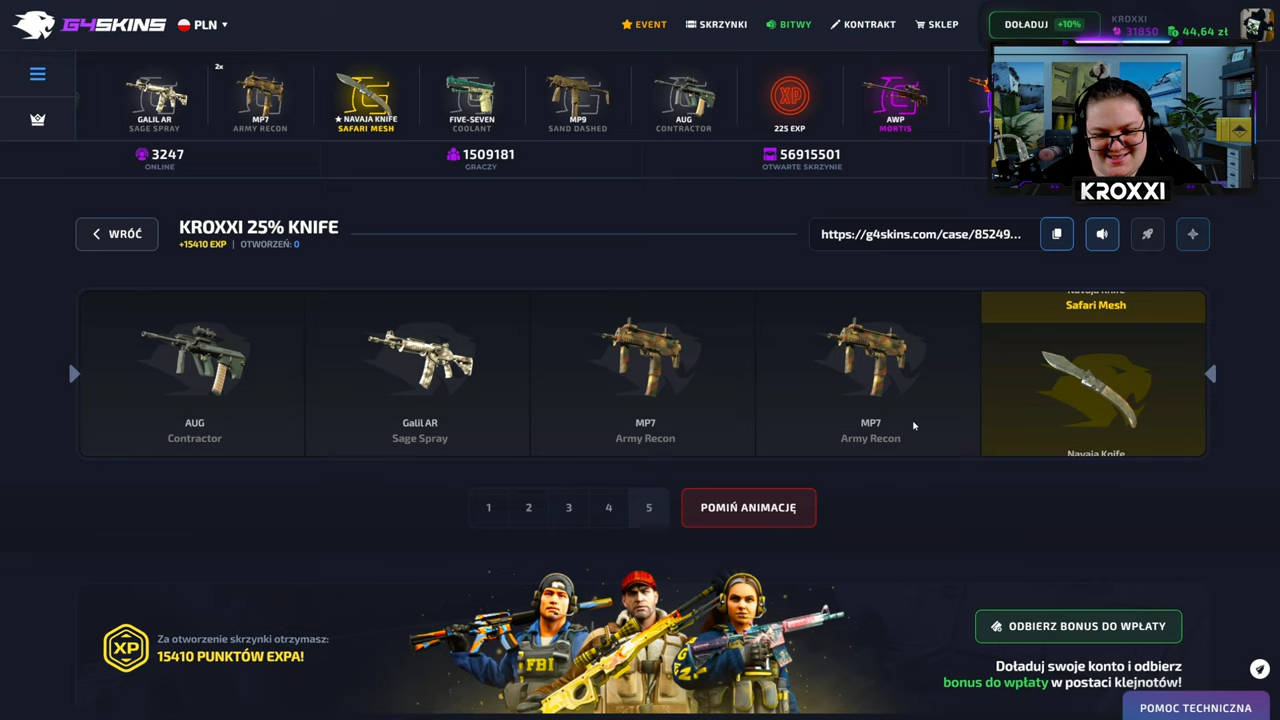 G4SKINS
PLN
EVENT
SKRZYNKI
BITWY
KONTRAKT
SKLEP
DOŁADUJ +10%
KROXXI
31850 44,64 zł
GALIL AR
SAGE SPRAY
2x
MP7
ARMY RECON
★ NAVAJA KNIFE
SAFARI MESH
FIVE-SEVEN
COOLANT
MP9
SAND DASHED
AUG
CONTRACTOR
XP
225 EXP
AWP
MORTIS
3247
ONLINE
1509181
GRACZY
56915501
OTWARTE SKRZYNIE
KROXXI
WRÓĆ
KROXXI 25% KNIFE
+15410 EXP | OTWORZEŃ: 0
https://g4skins.com/case/85249...
AUG
Contractor
Galil AR
Sage Spray
MP7
Army Recon
MP7
Army Recon
Navaja Knife
Safari Mesh
Navaja Knife
1 2 3 4 5
POMIŃ ANIMACJĘ
XP
Za otworzenie skrzynki otrzymasz:
15410 PUNKTÓW EXPA!
FBI
ODBIERZ BONUS DO WPŁATY
Doładuj swoje konto i odbierz
bonus do wpłaty w postaci klejnotów!
POMOC TECHNICZNA